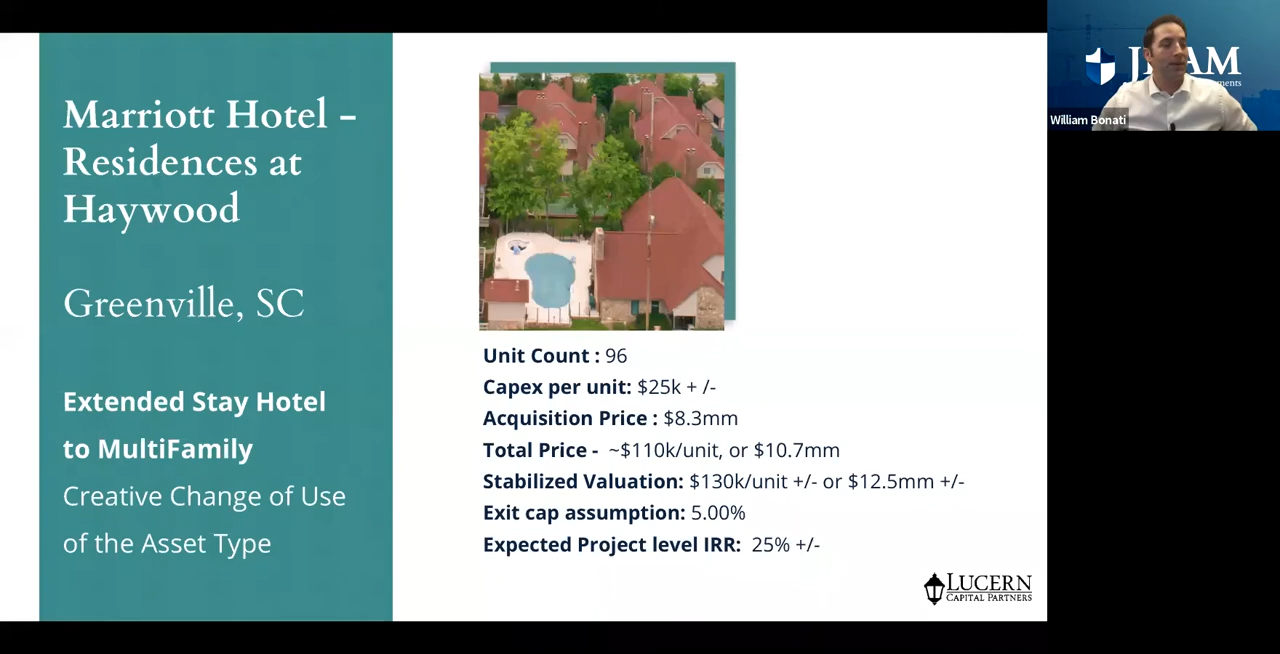 Marriott Hotel -
Residences at
Haywood
Greenville, SC
Extended Stay Hotel
to MultiFamily
Creative Change of Use
of the Asset Type
Unit Count : 96
Capex per unit: $25k + /-
Acquisition Price : $8.3mm
Total Price - ~$110k/unit, or $10.7mm
Stabilized Valuation: $130k/unit +/- or $12.5mm +/-
Exit cap assumption: 5.00%
Expected Project level IRR: 25% +/-
LUCERN
CAPITAL PARTNERS
William Bonati